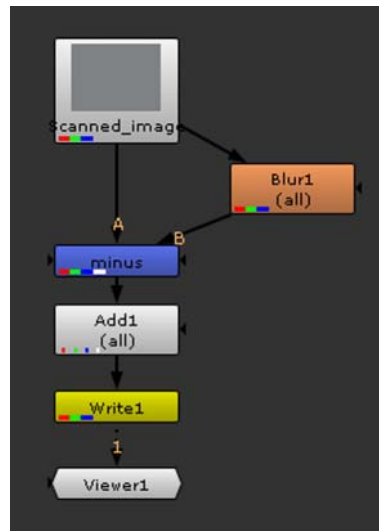 Scanned_image
Blur1
(all)
A
B
minus
Add1
(all)
Write1
1
Viewer1